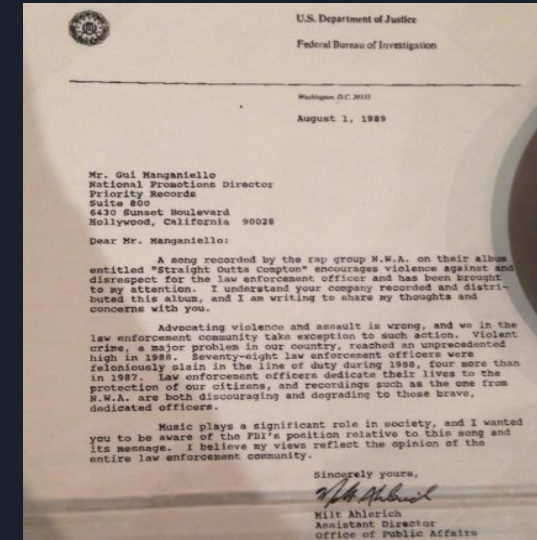 U.S. Department of Justice
Federal Bureau of Investigation
Washington, D.C. 20535
August 1, 1989
Mr. Gui Manganiello
National Promotions Director
Priority Records
Suite 800
6430 Sunset Boulevard
Hollywood, California 90028
Dear Mr. Manganiello:
A song recorded by the rap group N.W.A. on their album
entitled "Straight Outta Compton" encourages violence against and
disrespect for the law enforcement officer and has been brought
to my attention. I understand your company recorded and distri-
buted this album, and I am writing to share my thoughts and
concerns with you.
Advocating violence and assault is wrong, and we in the
law enforcement community take exception to such action. Violent
crime, a major problem in our country, reached an unprecedented
high in 1988. Seventy-eight law enforcement officers were
feloniously slain in the line of duty during 1988, four more than
in 1987. Law enforcement officers dedicate their lives to the
protection of our citizens, and recordings such as the one from
N.W.A. are both discouraging and degrading to these brave,
dedicated officers.
Music plays a significant role in society, and I wanted
you to be aware of the FBI's position relative to this song and
its message. I believe my views reflect the opinion of the
entire law enforcement community.
Sincerely yours,
Milt Ahlerich
Milt Ahlerich
Assistant Director
Office of Public Affairs